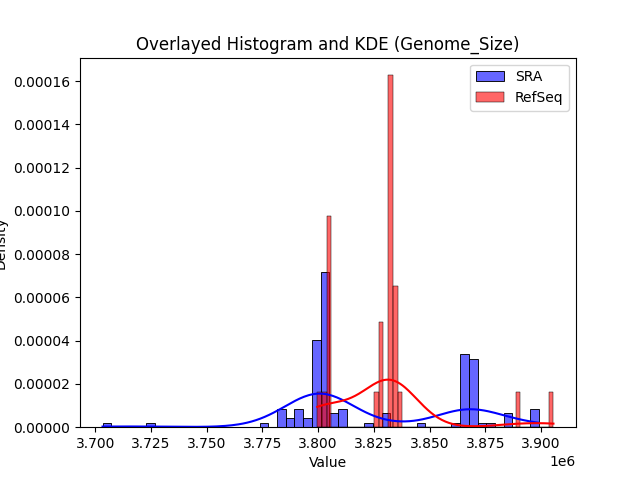 Overlayed Histogram and KDE (Genome_Size)
SRA
RefSeq
0.00016
0.00014
0.00012
0.00010
0.00008
0.00006
0.00004
0.00002
0.00000
Density
3.700 3.725 3.750 3.775 3.800 3.825 3.850 3.875 3.900
1e6
Value